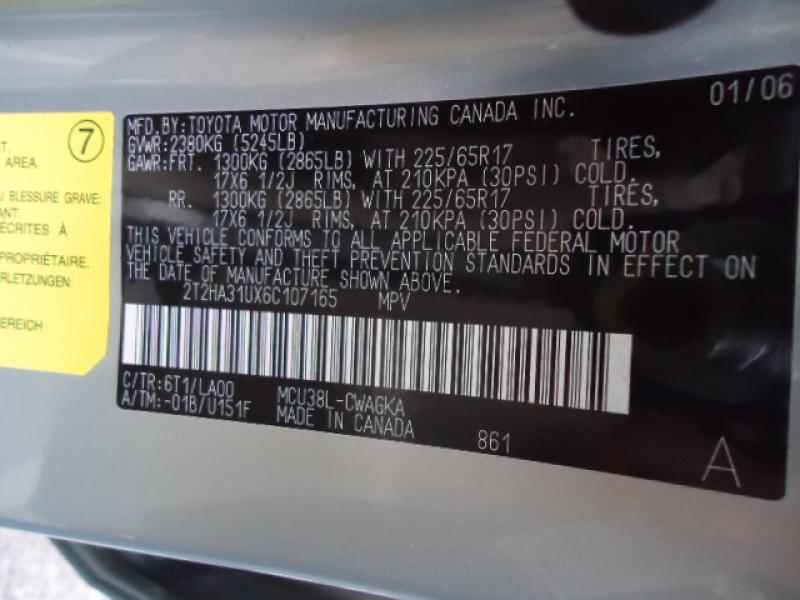 7
T.
AREA.
U BLESSURE GRAVE:
ANT.
ÉCRITES À
PROPRIÉTAIRE.
ERLETZUNGEN:
BEREICH
01/06
MFD.BY:TOYOTA MOTOR MANUFACTURING CANADA INC.
GVWR:2380KG (5245LB)
GAWR:FRT. 1300KG (2865LB) WITH 225/65R17 TIRES,
17X6 1/2J RIMS, AT 210KPA (30PSI) COLD.
RR. 1300KG (2865LB) WITH 225/65R17 TIRES,
17X6 1/2J RIMS, AT 210KPA (30PSI) COLD.
THIS VEHICLE CONFORMS TO ALL APPLICABLE FEDERAL MOTOR
VEHICLE SAFETY AND THEFT PREVENTION STANDARDS IN EFFECT ON
THE DATE OF MANUFACTURE SHOWN ABOVE.
2T2HA31UX6C107165 MPV
C/TR:6T1/LA00 MCU38L-CWAGKA
A/TM:-01B/U151F MADE IN CANADA 861
A